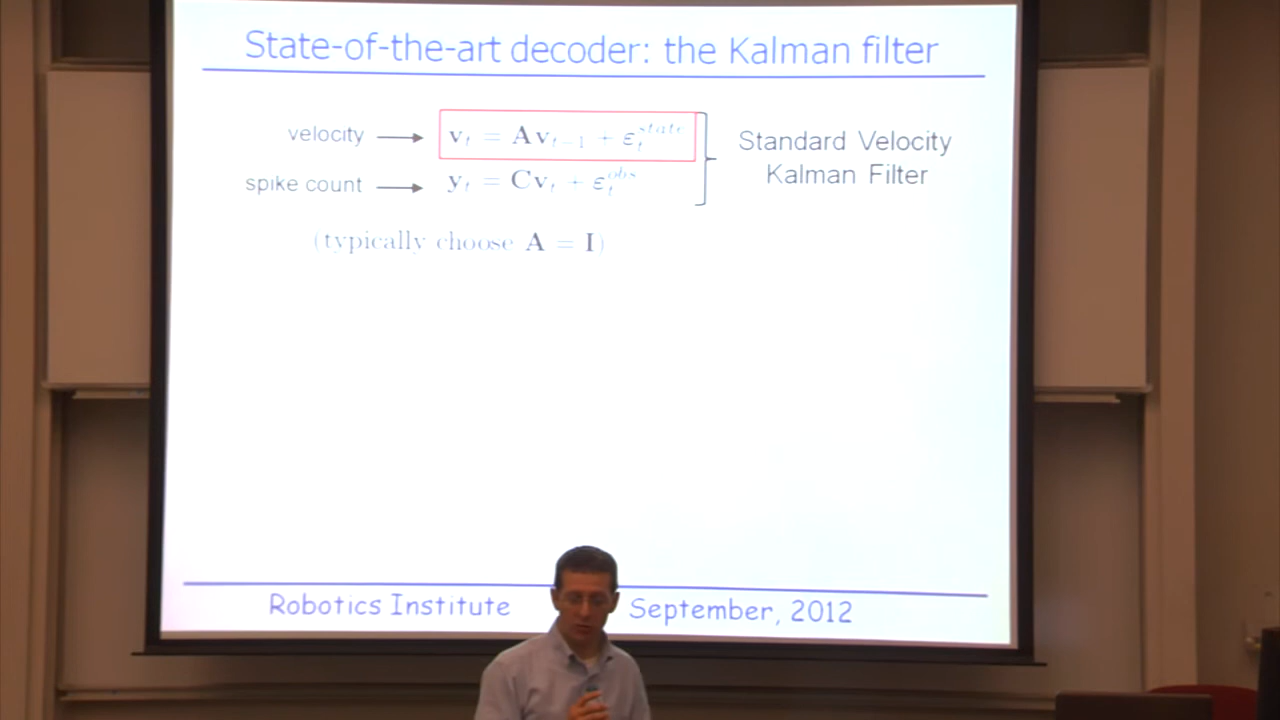 State-of-the-art decoder: the Kalman filter
velocity → v_t = A v_{t-1} + ε_t^{state}
spike count → y_t = C v_t + ε_t^{obs}
Standard Velocity
Kalman Filter
(typically choose A = I)
Robotics Institute September, 2012